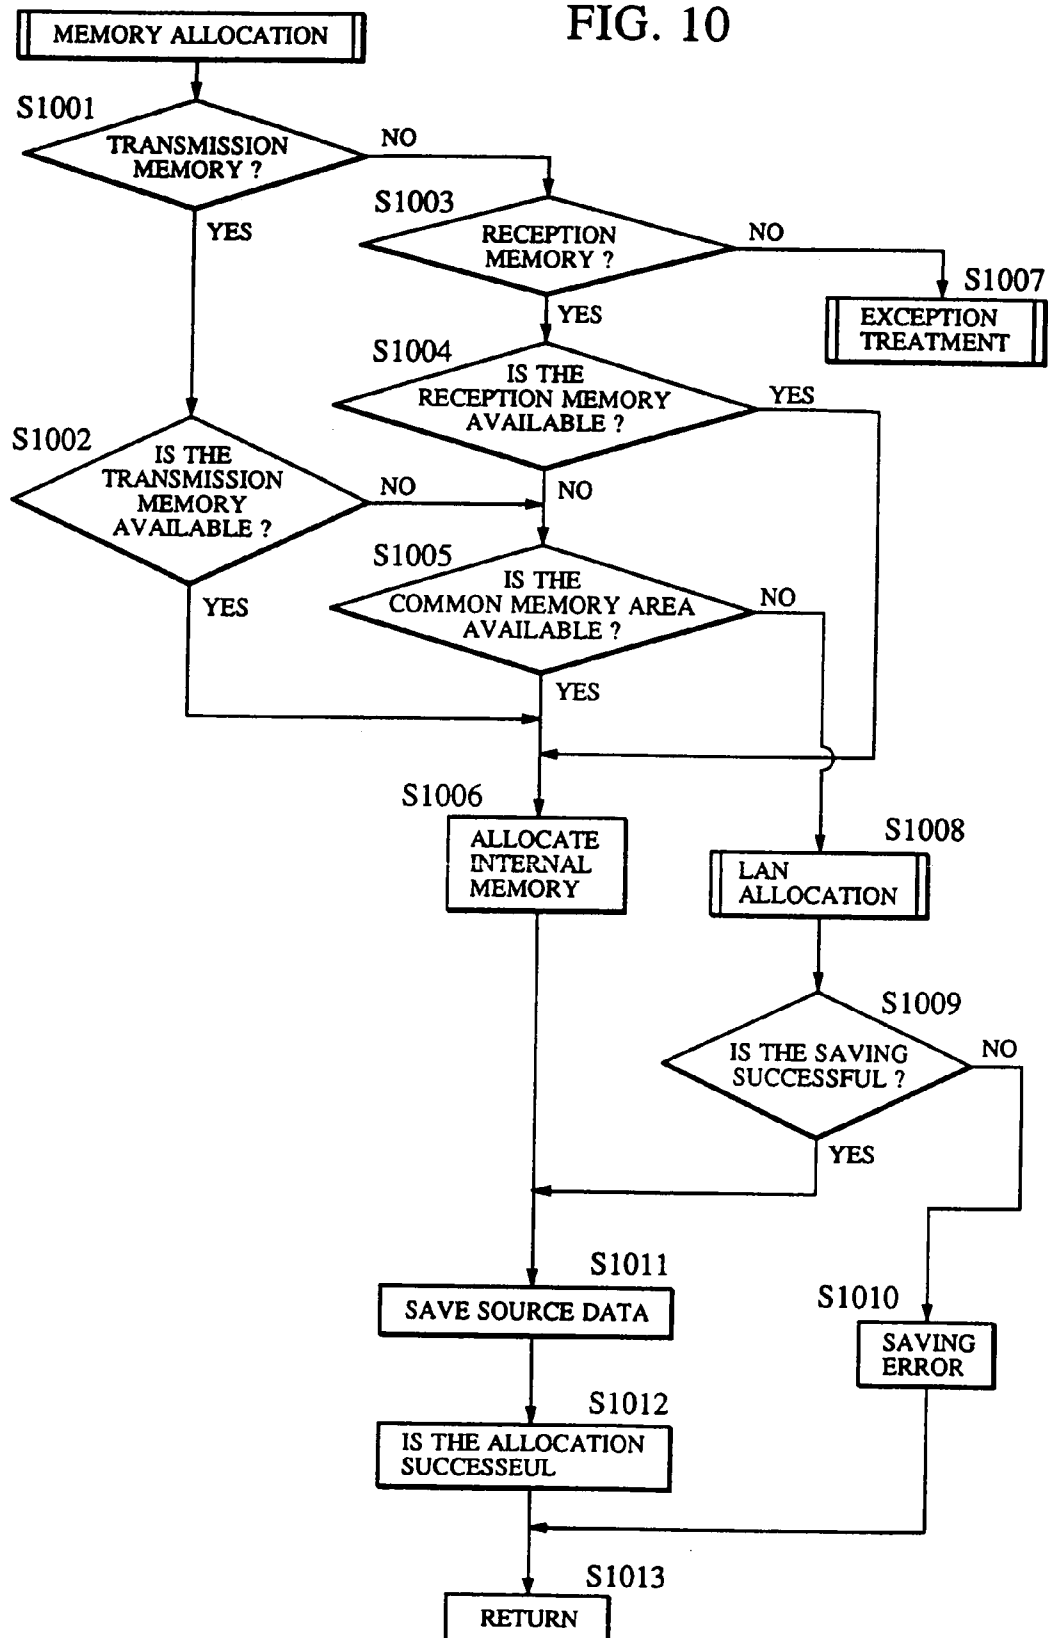 FIG. 10
MEMORY ALLOCATION
S1001
TRANSMISSION
MEMORY ?
NO
YES
S1003
RECEPTION
MEMORY ?
NO
YES
S1007
EXCEPTION
TREATMENT
S1004
IS THE
RECEPTION MEMORY
AVAILABLE ?
YES
NO
S1002
IS THE
TRANSMISSION
MEMORY
AVAILABLE ?
NO
YES
S1005
IS THE
COMMON MEMORY AREA
AVAILABLE ?
NO
YES
S1006
ALLOCATE
INTERNAL
MEMORY
S1008
LAN
ALLOCATION
S1009
IS THE SAVING
SUCCESSFUL ?
NO
YES
S1011
SAVE SOURCE DATA
S1010
SAVING
ERROR
S1012
IS THE ALLOCATION
SUCCESSEUL
S1013
RETURN